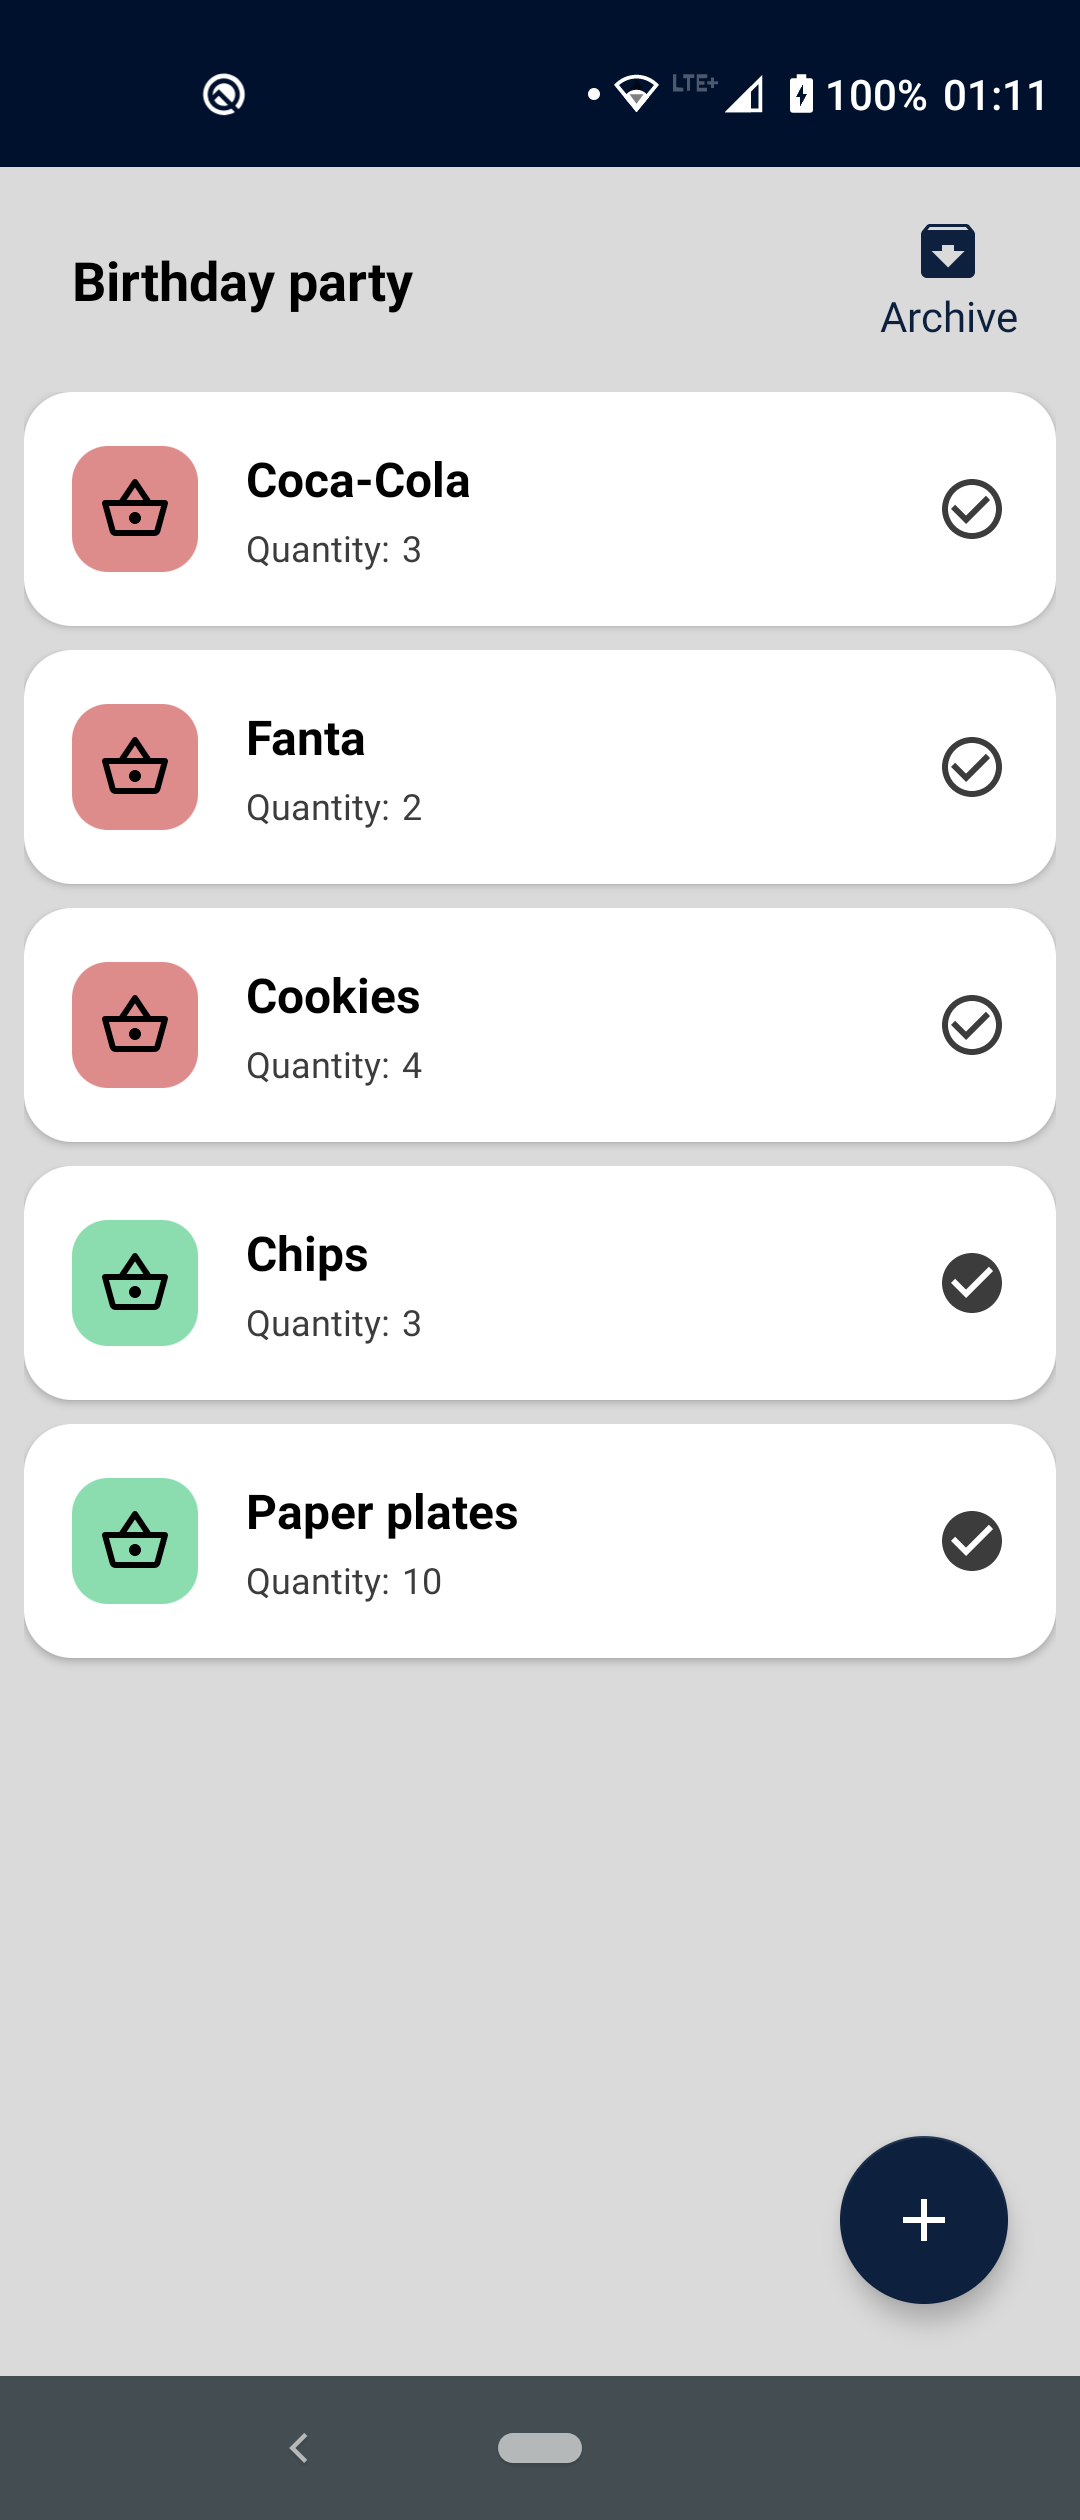 LTE+ 100% 01:11
Birthday party
Archive
Coca-Cola
Quantity: 3
Fanta
Quantity: 2
Cookies
Quantity: 4
Chips
Quantity: 3
Paper plates
Quantity: 10